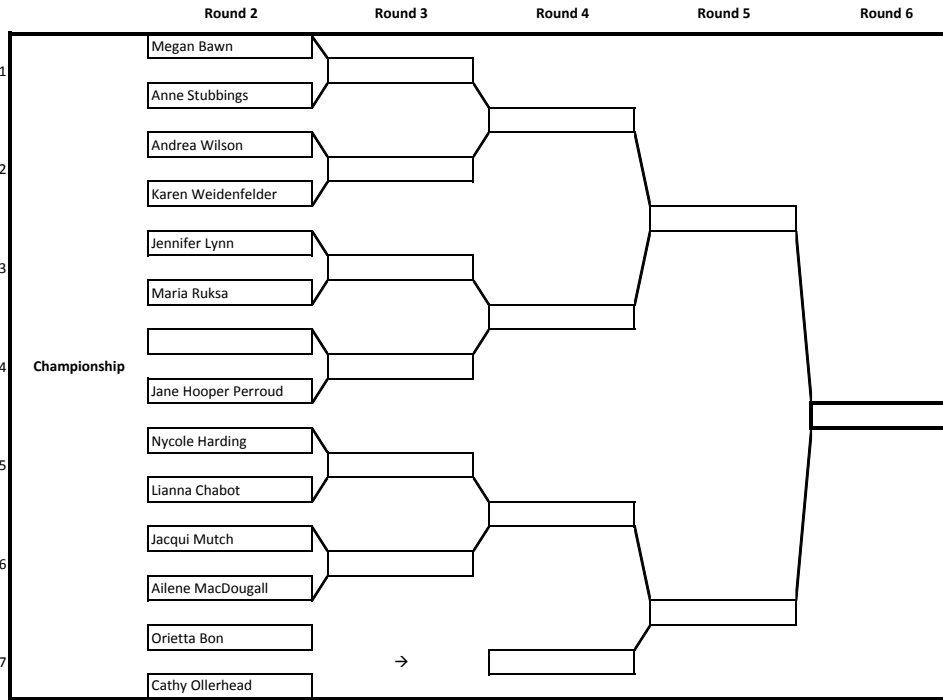 Round 2 Round 3 Round 4 Round 5 Round 6
Megan Bawn
1
Anne Stubbings
Andrea Wilson
2
Karen Weidenfelder
Jennifer Lynn
3
Maria Ruksa
4 Championship
Jane Hooper Perroud
Nycole Harding
5
Lianna Chabot
Jacqui Mutch
6
Ailene MacDougall
Orietta Bon
7 →
Cathy Ollerhead